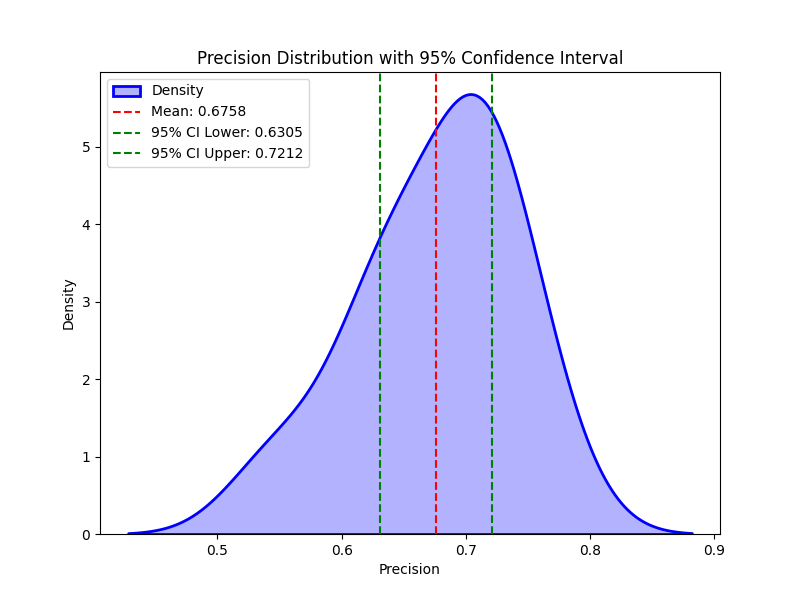 Precision Distribution with 95% Confidence Interval
Density
Mean: 0.6758
95% CI Lower: 0.6305
95% CI Upper: 0.7212
Density
5
4
3
2
1
0
0.5 0.6 0.7 0.8 0.9
Precision